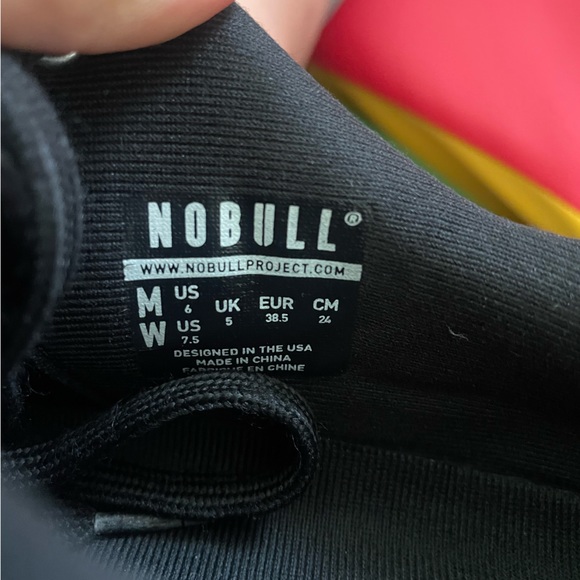 NOBULL®
WWW.NOBULLPROJECT.COM
M US 6 UK 5 EUR 38.5 CM 24
W US 7.5
DESIGNED IN THE USA
MADE IN CHINA
FABRIQUE EN CHINE